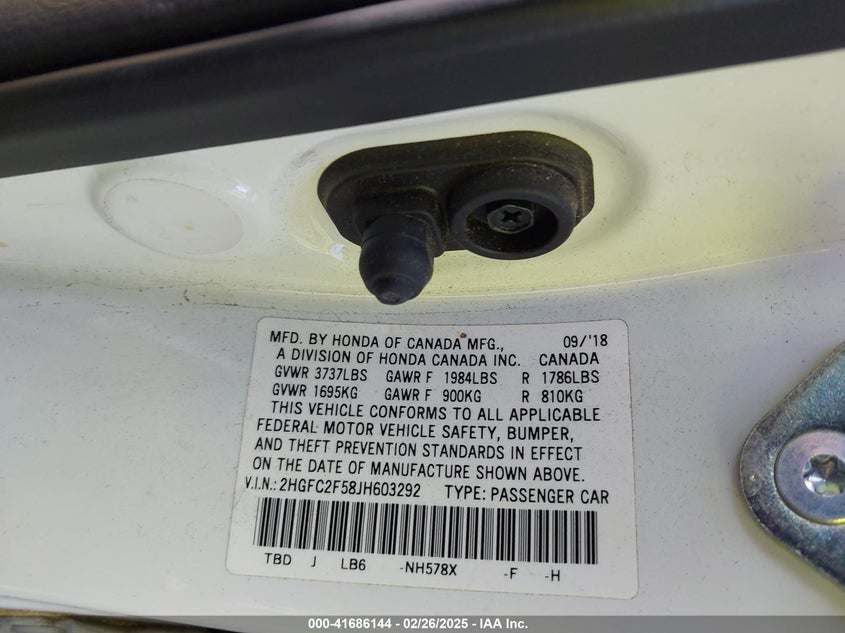 MFD. BY HONDA OF CANADA MFG., 09/'18
A DIVISION OF HONDA CANADA INC. CANADA
GVWR 3737LBS GAWR F 1984LBS R 1786LBS
GVWR 1695KG GAWR F 900KG R 810KG
THIS VEHICLE CONFORMS TO ALL APPLICABLE
FEDERAL MOTOR VEHICLE SAFETY, BUMPER,
AND THEFT PREVENTION STANDARDS IN EFFECT
ON THE DATE OF MANUFACTURE SHOWN ABOVE.
V.I.N.: 2HGFC2F58JH603292 TYPE: PASSENGER CAR
TBD J LB6 -NH578X -F -H
000-41686144 — 02/26/2025 — IAA Inc.